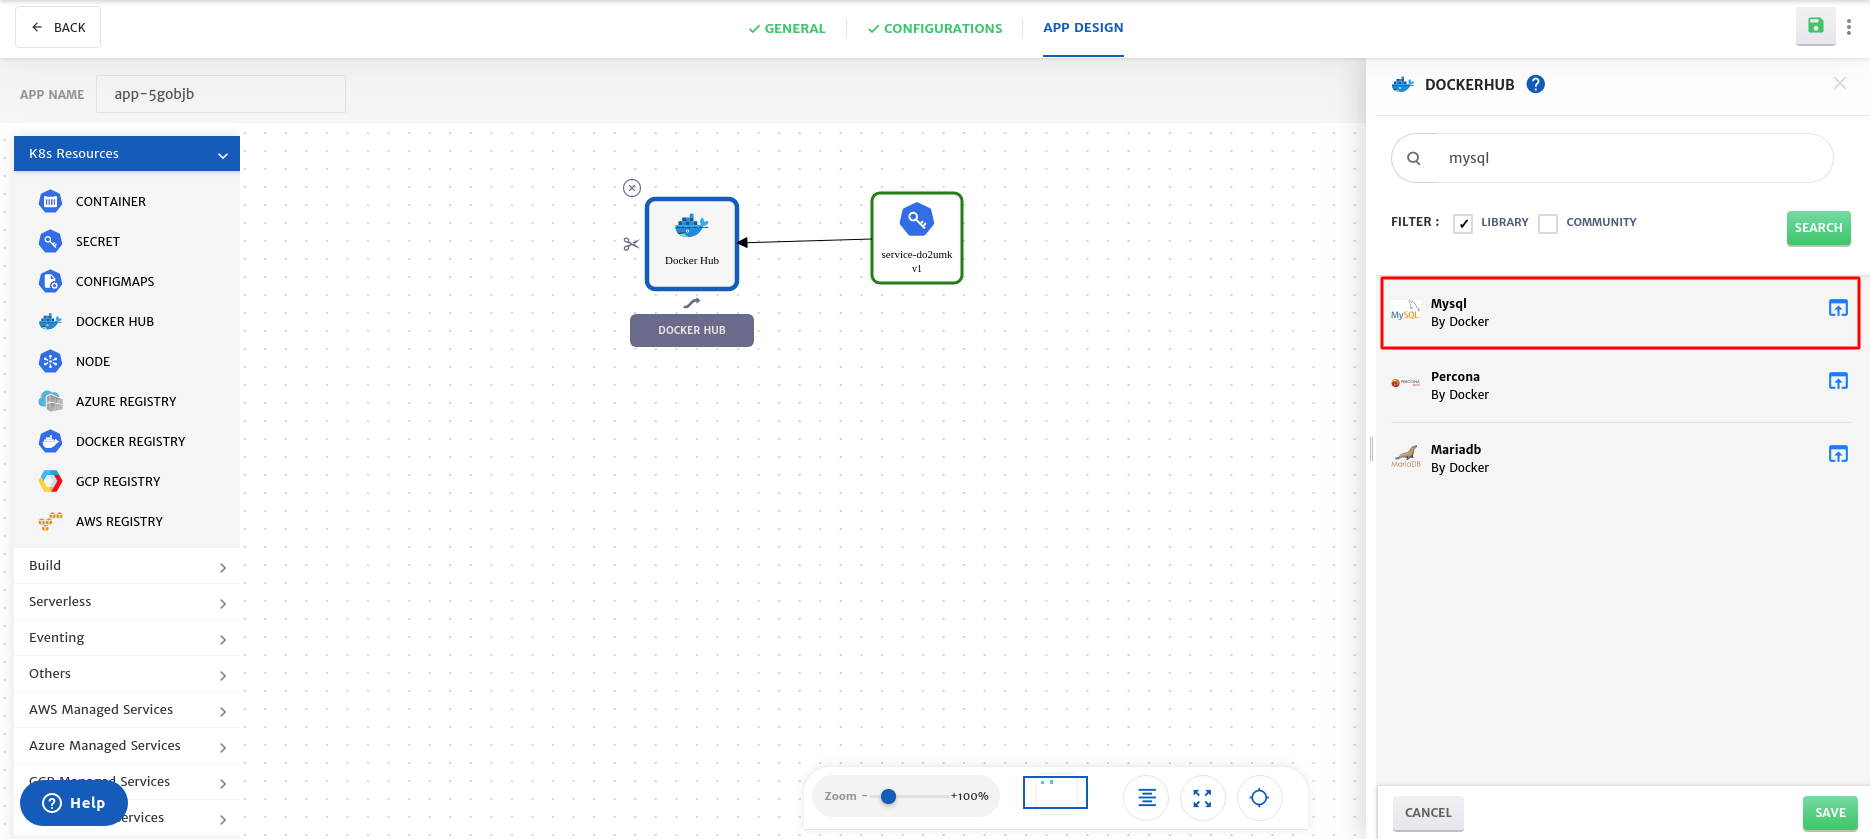 BACK
GENERAL
CONFIGURATIONS
APP DESIGN
APP NAME
app-5gobjb
K8s Resources
CONTAINER
SECRET
CONFIGMAPS
DOCKER HUB
NODE
AZURE REGISTRY
DOCKER REGISTRY
GCP REGISTRY
AWS REGISTRY
Build
Serverless
Eventing
Others
AWS Managed Services
Azure Managed Services
GCP Managed Services
Help
Docker Hub
DOCKER HUB
service-do2umk
v1
Zoom - +100%
DOCKERHUB ?
mysql
FILTER : LIBRARY COMMUNITY
SEARCH
MySQL
Mysql
By Docker
PERCONA
Percona
By Docker
MariaDB
Mariadb
By Docker
CANCEL
SAVE